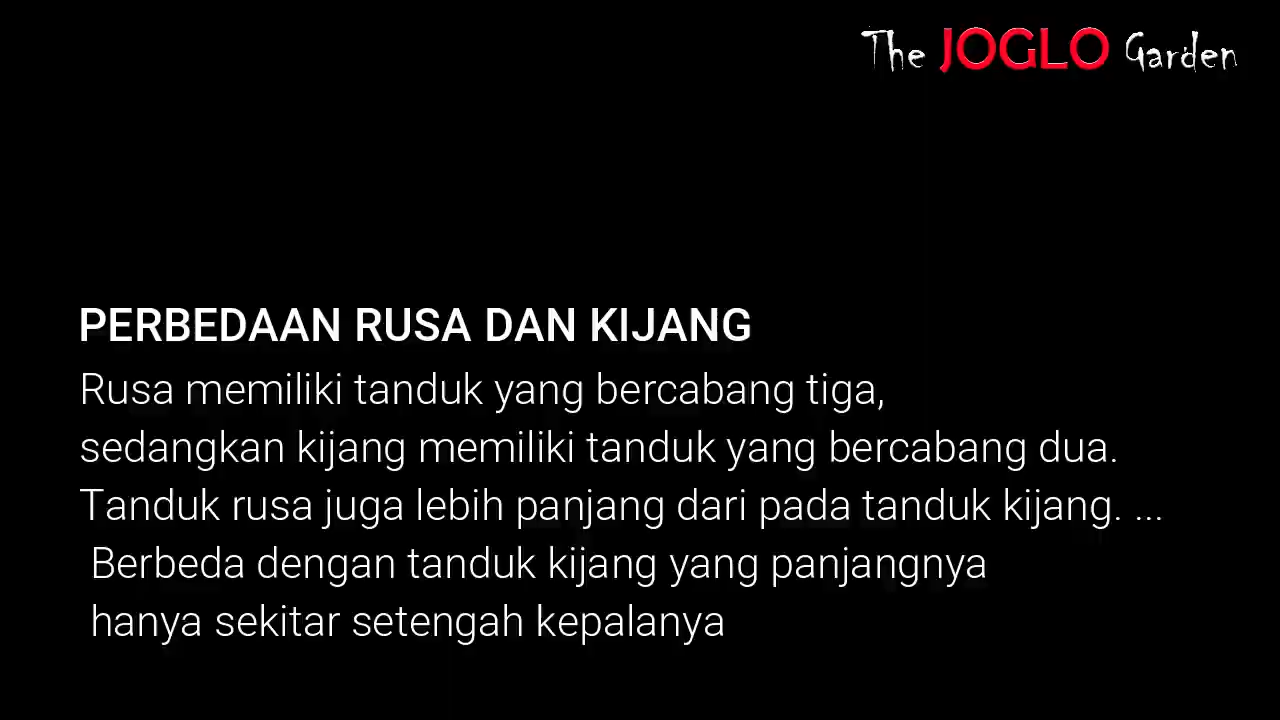 The JOGLO Garden
PERBEDAAN RUSA DAN KIJANG
Rusa memiliki tanduk yang bercabang tiga,
sedangkan kijang memiliki tanduk yang bercabang dua.
Tanduk rusa juga lebih panjang dari pada tanduk kijang. ...
Berbeda dengan tanduk kijang yang panjangnya
hanya sekitar setengah kepalanya